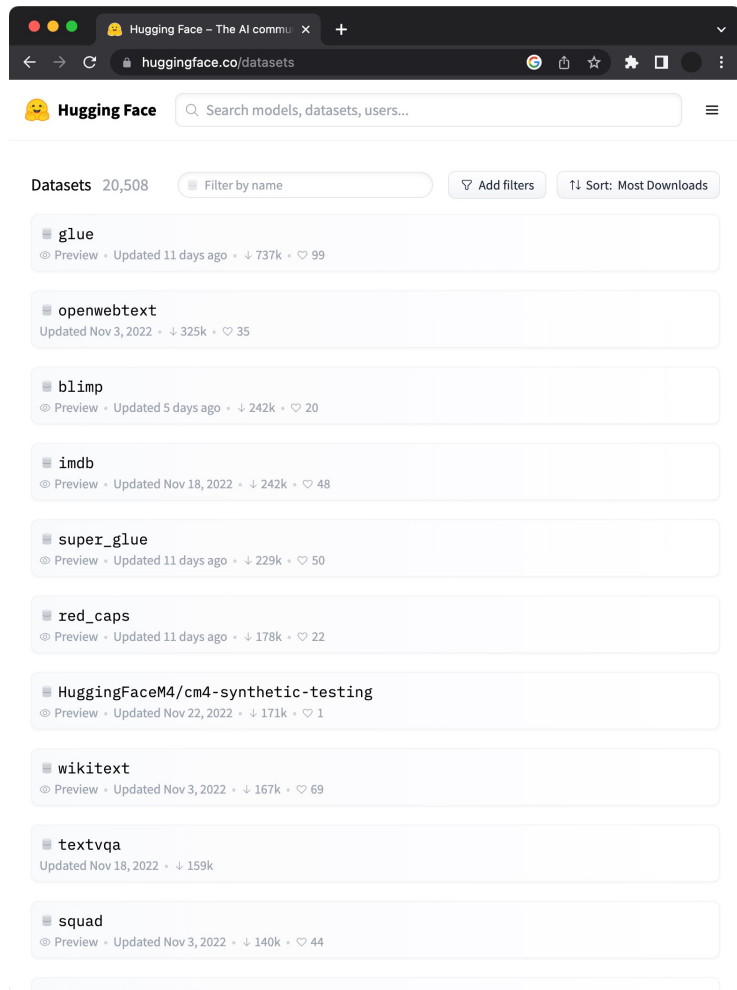 Hugging Face – The AI commu
huggingface.co/datasets
Hugging Face
Search models, datasets, users...
Datasets 20,508 Filter by name Add filters Sort: Most Downloads
glue
Preview • Updated 11 days ago • ↓ 737k • ♡ 99
openwebtext
Updated Nov 3, 2022 • ↓ 325k • ♡ 35
blimp
Preview • Updated 5 days ago • ↓ 242k • ♡ 20
imdb
Preview • Updated Nov 18, 2022 • ↓ 242k • ♡ 48
super_glue
Preview • Updated 11 days ago • ↓ 229k • ♡ 50
red_caps
Preview • Updated 11 days ago • ↓ 178k • ♡ 22
HuggingFaceM4/cm4-synthetic-testing
Preview • Updated Nov 22, 2022 • ↓ 171k • ♡ 1
wikitext
Preview • Updated Nov 3, 2022 • ↓ 167k • ♡ 69
textvqa
Updated Nov 18, 2022 • ↓ 159k
squad
Preview • Updated Nov 3, 2022 • ↓ 140k • ♡ 44